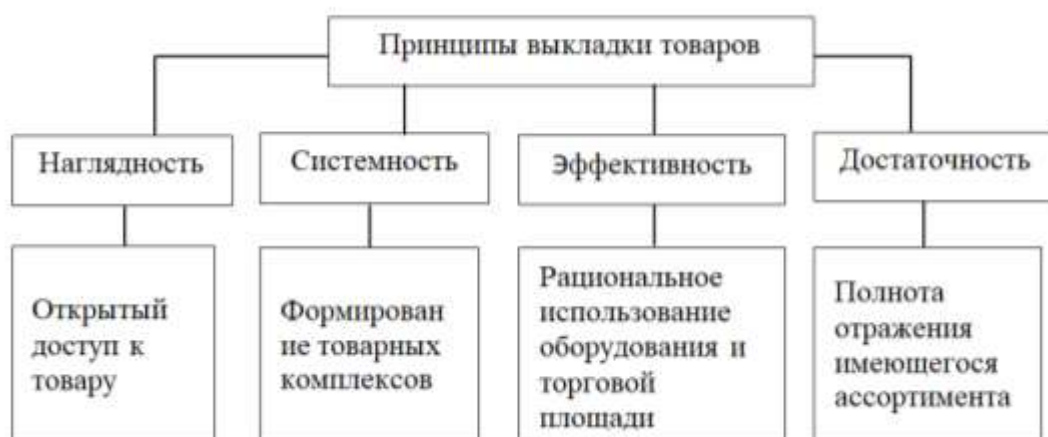 Принципы выкладки товаров
Наглядность
Системность
Эффективность
Достаточность
Открытый
доступ к
товару
Формирован
ие товарных
комплексов
Рациональное
использование
оборудования и
торговой
площади
Полнота
отражения
имеющегося
ассортимента